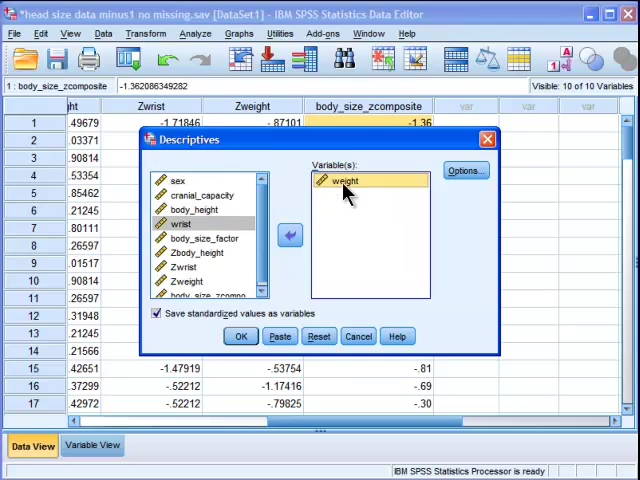 *head size data minus1 no missing.sav [DataSet1] - IBM SPSS Statistics Data Editor
File Edit View Data Transform Analyze Graphs Utilities Add-ons Window Help
1 : body_size_zcomposite -1.362086349282 Visible: 10 of 10 Variables
ht Zwrist Zweight body_size_zcomposite var var var
1 .49679 -1.71846 -.87101 -1.36
2 .03371
3 .90814
4 .53354
5 .85462
6 .21243
7 .80111
8 .26597
9 .01517
10 .90814
11 .26597
12 .31948
13 .21243
14 .21566
15 .42651 -1.47919 -.53754 -.81
16 .37299 -.52212 -1.17416 -.69
17 .42972 -.52212 -.79825 -.30
Descriptives
Variable(s):
sex
cranial_capacity
body_height
wrist
body_size_factor
Zbody_height
Zwrist
Zweight
body_size_zcompo
weight
Options...
Save standardized values as variables
OK Paste Reset Cancel Help
Data View Variable View
IBM SPSS Statistics Processor is ready